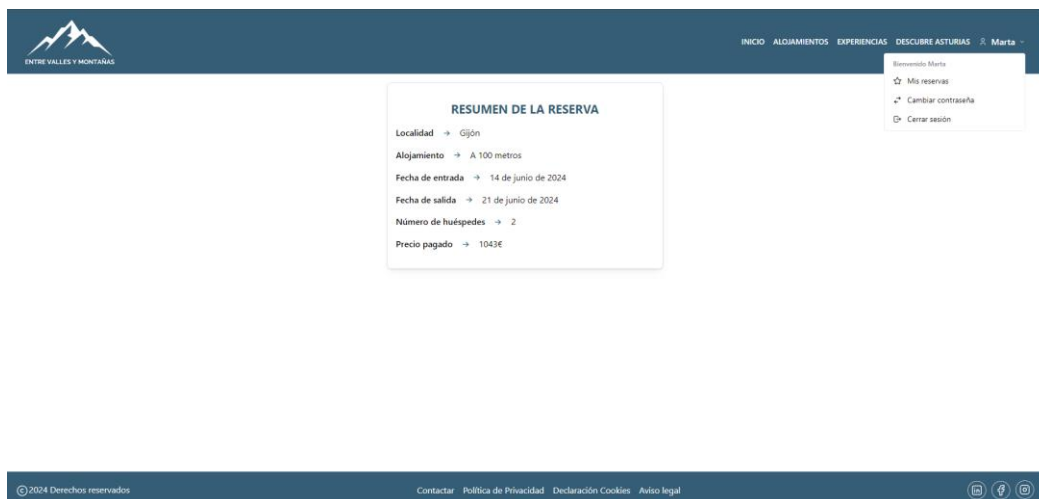 ENTRE VALLES Y MONTAÑAS
INICIO ALOJAMIENTOS EXPERIENCIAS DESCUBRE ASTURIAS Marta
Bienvenido Marta
Mis reservas
Cambiar contraseña
Cerrar sesión
RESUMEN DE LA RESERVA
Localidad → Gijón
Alojamiento → A 100 metros
Fecha de entrada → 14 de junio de 2024
Fecha de salida → 21 de junio de 2024
Número de huéspedes → 2
Precio pagado → 1043€
© 2024 Derechos reservados
Contactar Política de Privacidad Declaración Cookies Aviso legal